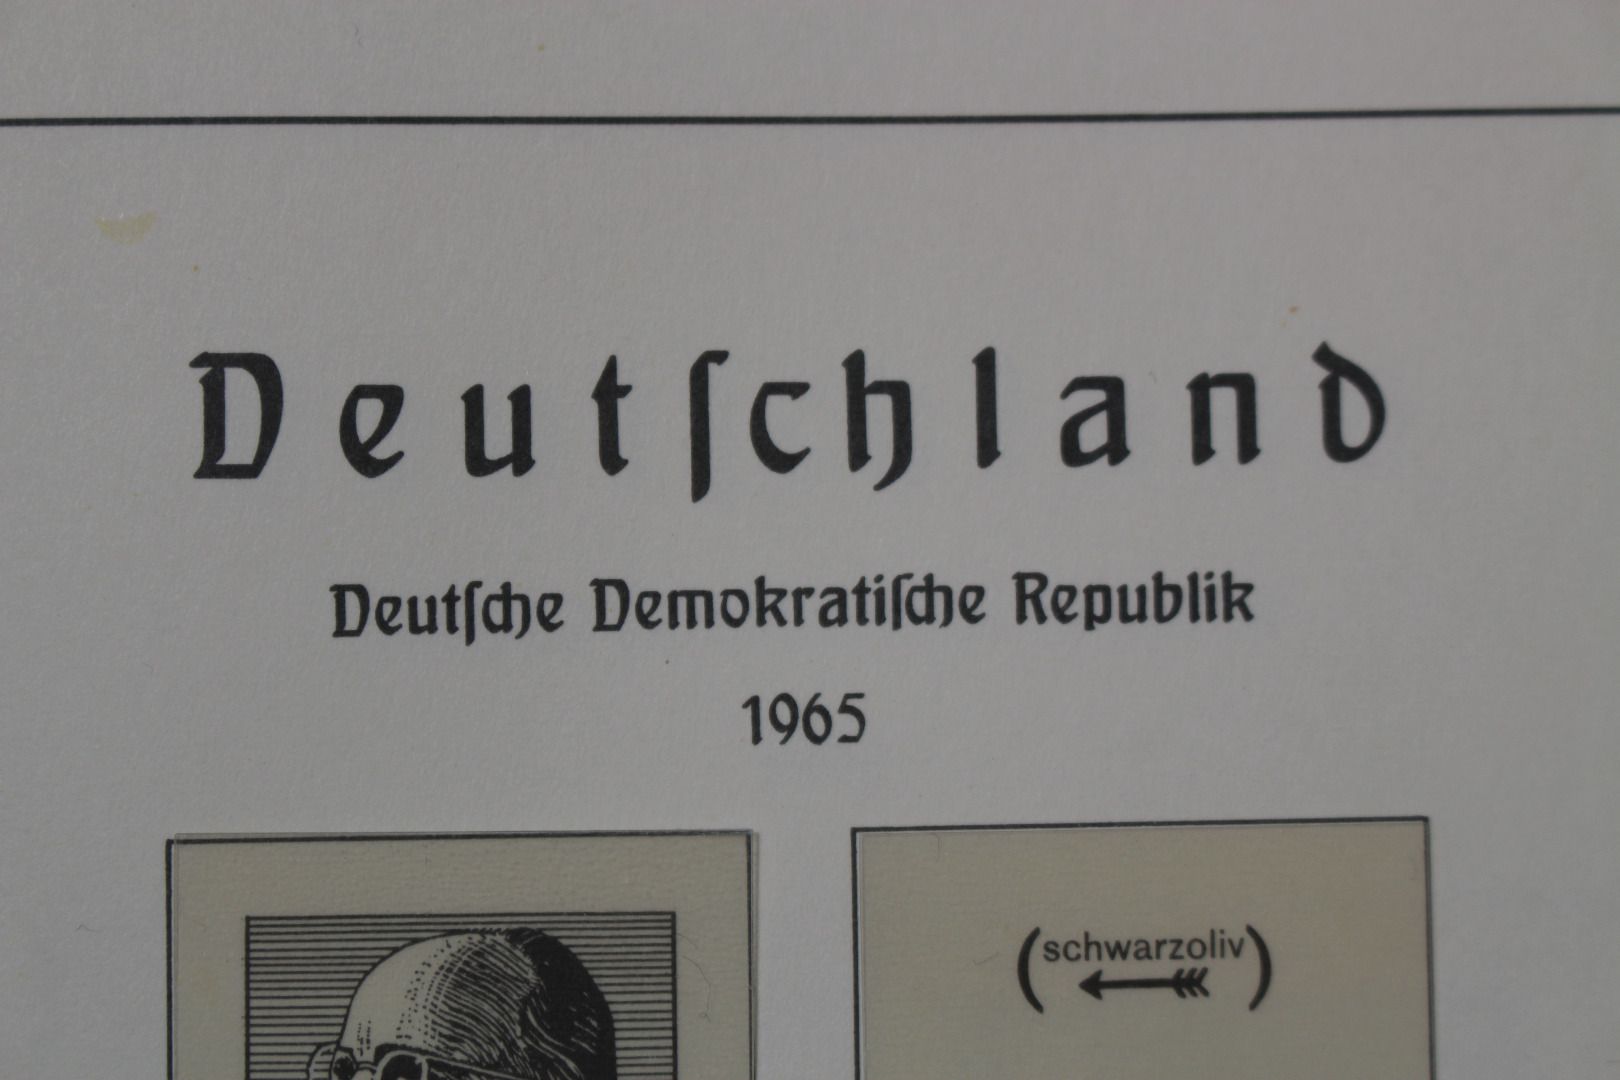 Deutſchland
Deutſche Demokratiſche Republik
1965
(schwarzoliv)